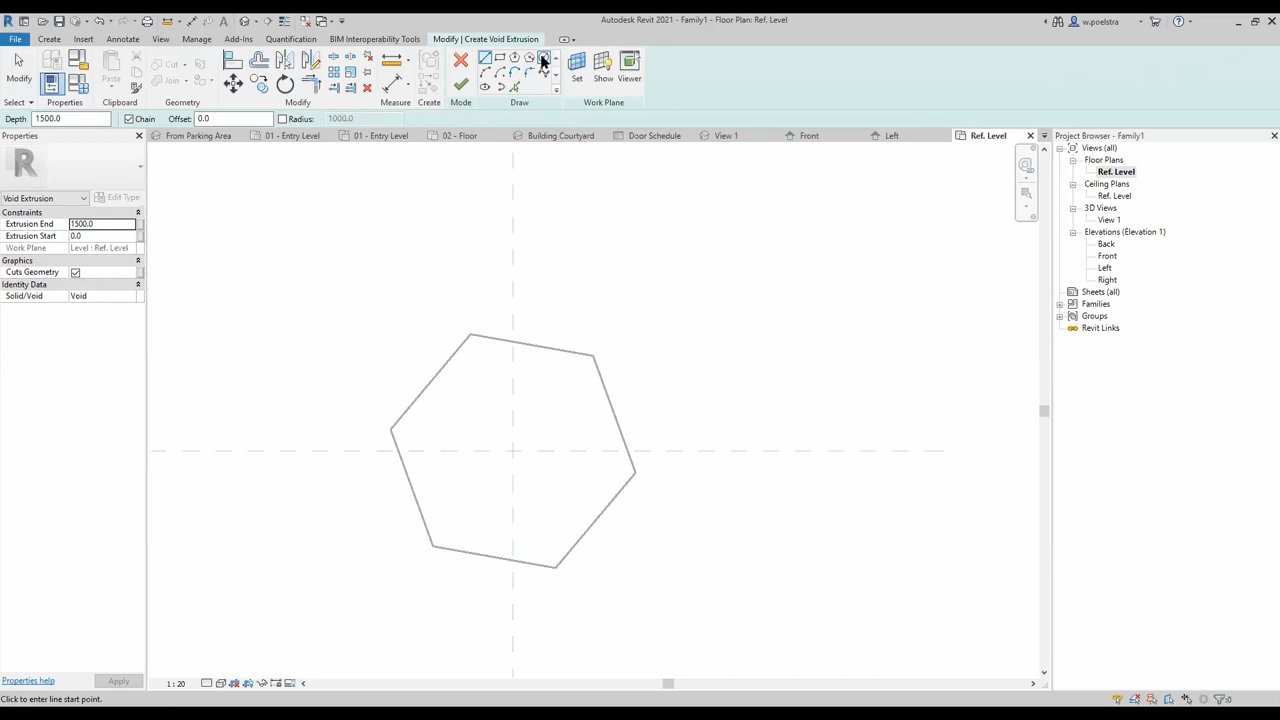 Autodesk Revit 2021 - Family1 - Floor Plan: Ref. Level
w.poelstra
File Create Insert Annotate View Manage Add-Ins Quantification BIM Interoperability Tools Modify | Create Void Extrusion
Modify Cut Join Paste Set Show Viewer
Select Properties Clipboard Geometry Modify Measure Create Mode Draw Work Plane
Depth 1500.0 Chain Offset: 0.0 Radius: 1000.0
Properties
From Parking Area 01 - Entry Level 01 - Entry Level 02 - Floor Building Courtyard Door Schedule View 1 Front Left Ref. Level
Project Browser - Family1
Void Extrusion Edit Type
Constraints
Extrusion End 1500.0
Extrusion Start 0.0
Work Plane Level : Ref. Level
Graphics
Cuts Geometry
Identity Data
Solid/Void Void
Views (all)
Floor Plans
Ref. Level
Ceiling Plans
Ref. Level
3D Views
View 1
Elevations (Elevation 1)
Back
Front
Left
Right
Sheets (all)
Families
Groups
Revit Links
Properties help Apply
1 : 20
Click to enter line start point.
:0